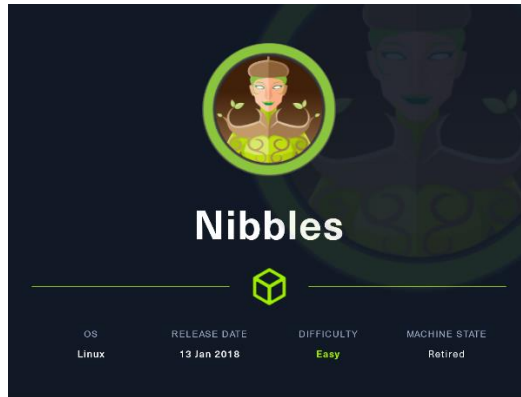 Nibbles
OS RELEASE DATE DIFFICULTY MACHINE STATE
Linux 13 Jan 2018 Easy Retired